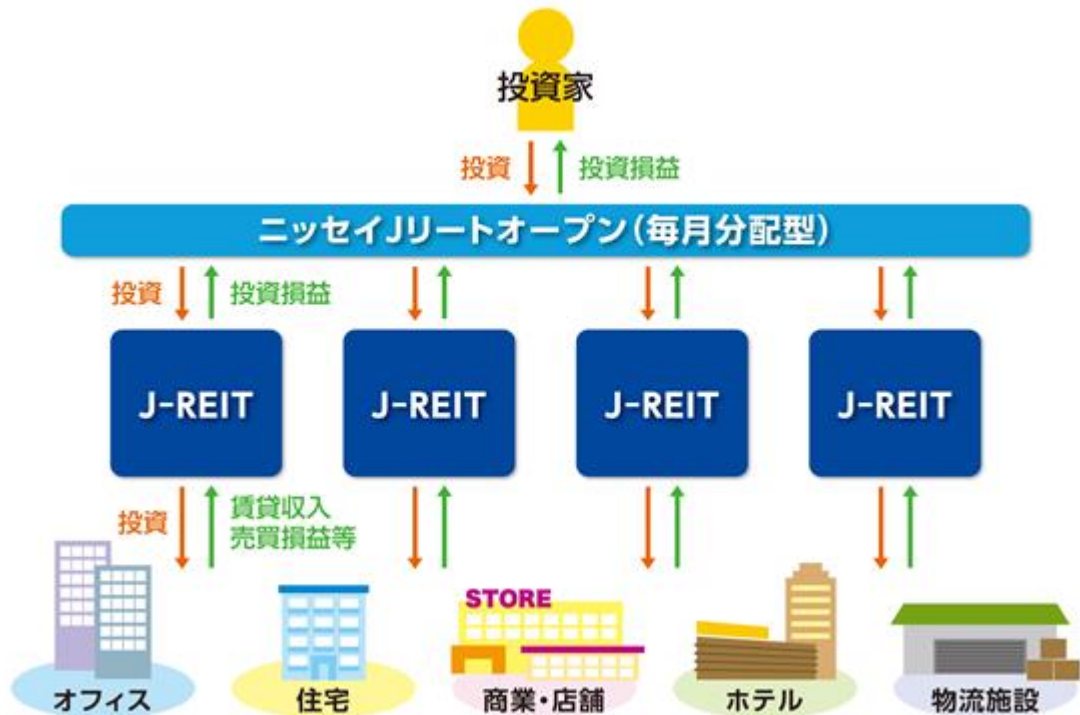 投資家
投資
投資損益
ニッセイJリートオープン(毎月分配型)
投資
投資損益
J-REIT
J-REIT
J-REIT
J-REIT
投資
賃貸収入
売買損益等
STORE
オフィス
住宅
商業・店舗
ホテル
物流施設